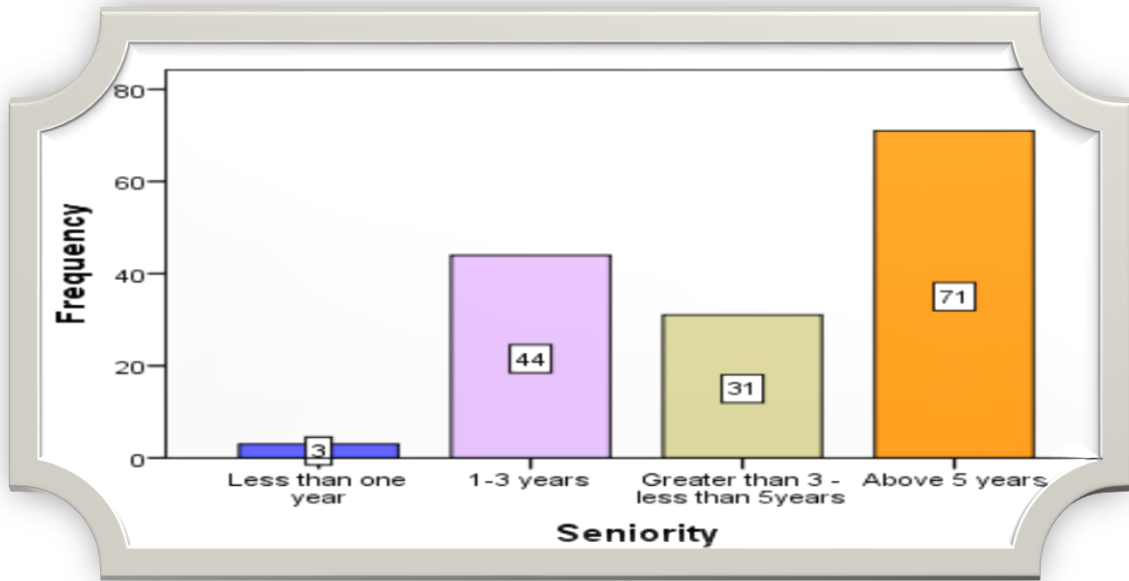 Frequency
80
60
40
20
0
3
44
31
71
Less than one
year
1-3 years
Greater than 3 -
less than 5years
Above 5 years
Seniority